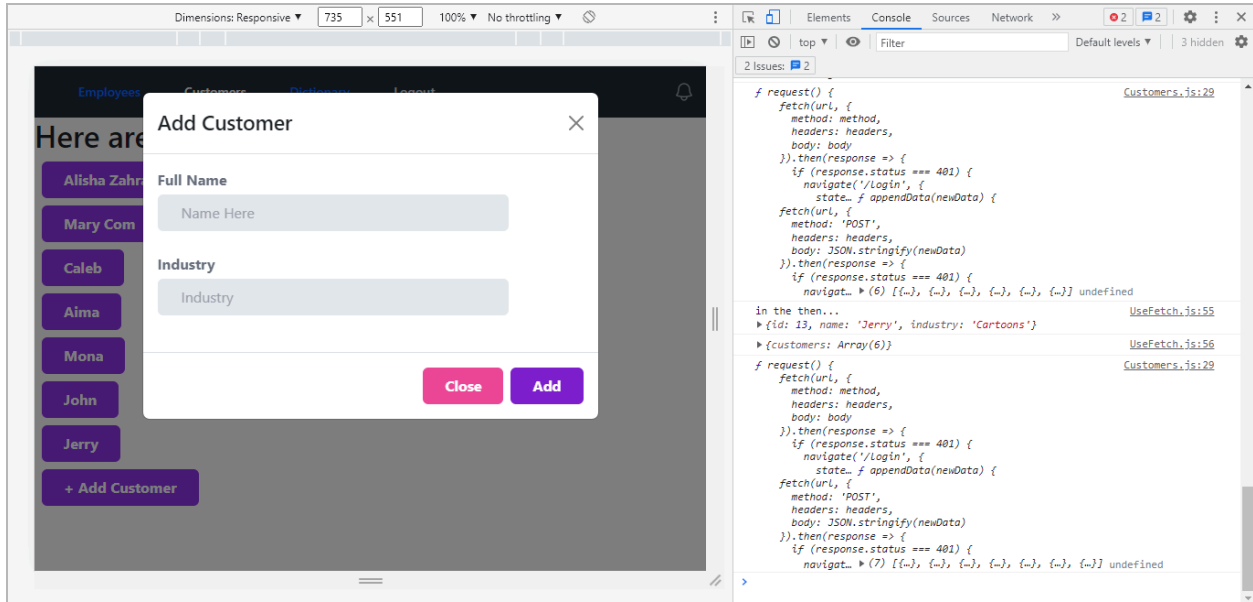 Dimensions: Responsive ▼ 735 × 551 100% ▼ No throttling ▼
Employees Customers Dictionary Logout
Here are
Alisha Zahra
Mary Com
Caleb
Aima
Mona
John
Jerry
+ Add Customer
Add Customer
Full Name
Name Here
Industry
Industry
Close Add
Elements Console Sources Network » 2 2
top ▼ Filter Default levels ▼ 3 hidden
2 Issues: 2
ƒ request() { Customers.js:29
fetch(url, {
method: method,
headers: headers,
body: body
}).then(response => {
if (response.status === 401) {
navigate('/login', {
state… ƒ appendData(newData) {
fetch(url, {
method: 'POST',
headers: headers,
body: JSON.stringify(newData)
}).then(response => {
if (response.status === 401) {
navigat… ▶ (6) [{…}, {…}, {…}, {…}, {…}, {…}] undefined
in the then... UseFetch.js:55
▶ {id: 13, name: 'Jerry', industry: 'Cartoons'}
▶ {customers: Array(6)} UseFetch.js:56
ƒ request() { Customers.js:29
fetch(url, {
method: method,
headers: headers,
body: body
}).then(response => {
if (response.status === 401) {
navigate('/login', {
state… ƒ appendData(newData) {
fetch(url, {
method: 'POST',
headers: headers,
body: JSON.stringify(newData)
}).then(response => {
if (response.status === 401) {
navigat… ▶ (7) [{…}, {…}, {…}, {…}, {…}, {…}, {…}] undefined